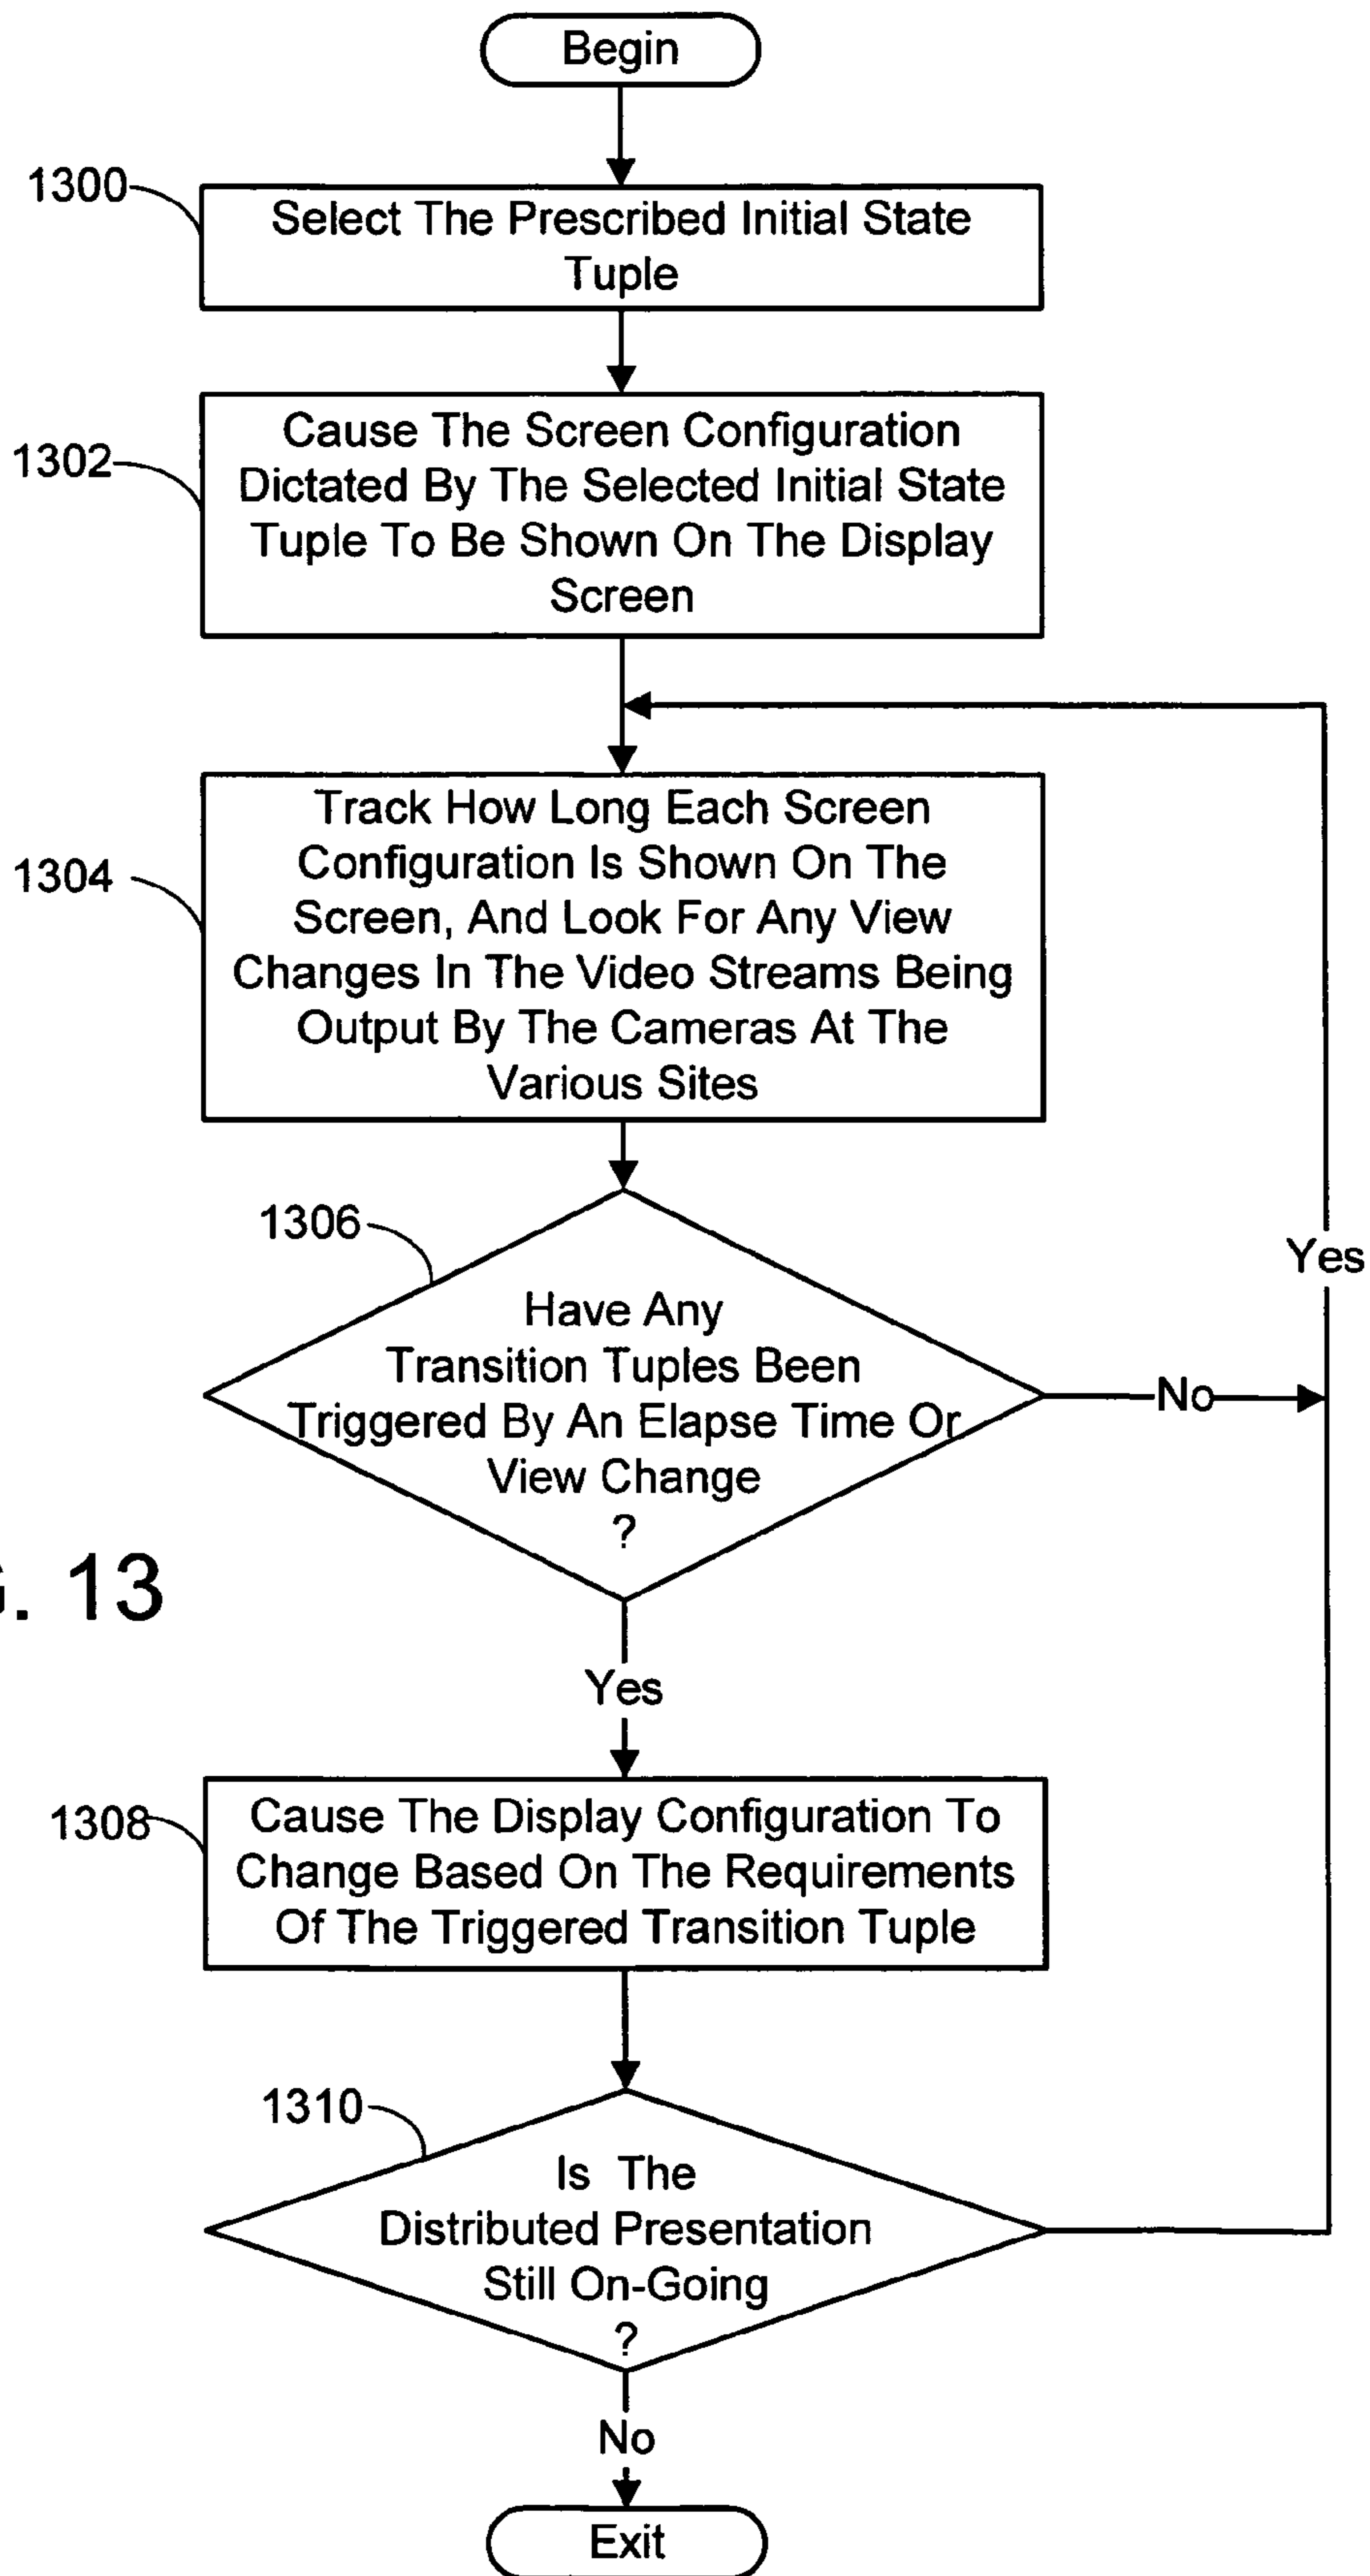 Begin
1300
Select The Prescribed Initial State
Tuple
1302
Cause The Screen Configuration
Dictated By The Selected Initial State
Tuple To Be Shown On The Display
Screen
1304
Track How Long Each Screen
Configuration Is Shown On The
Screen, And Look For Any View
Changes In The Video Streams Being
Output By The Cameras At The
Various Sites
1306
Have Any
Transition Tuples Been
Triggered By An Elapse Time Or
View Change
?
No
Yes
G. 13
Yes
1308
Cause The Display Configuration To
Change Based On The Requirements
Of The Triggered Transition Tuple
1310
Is The
Distributed Presentation
Still On-Going
?
No
Exit